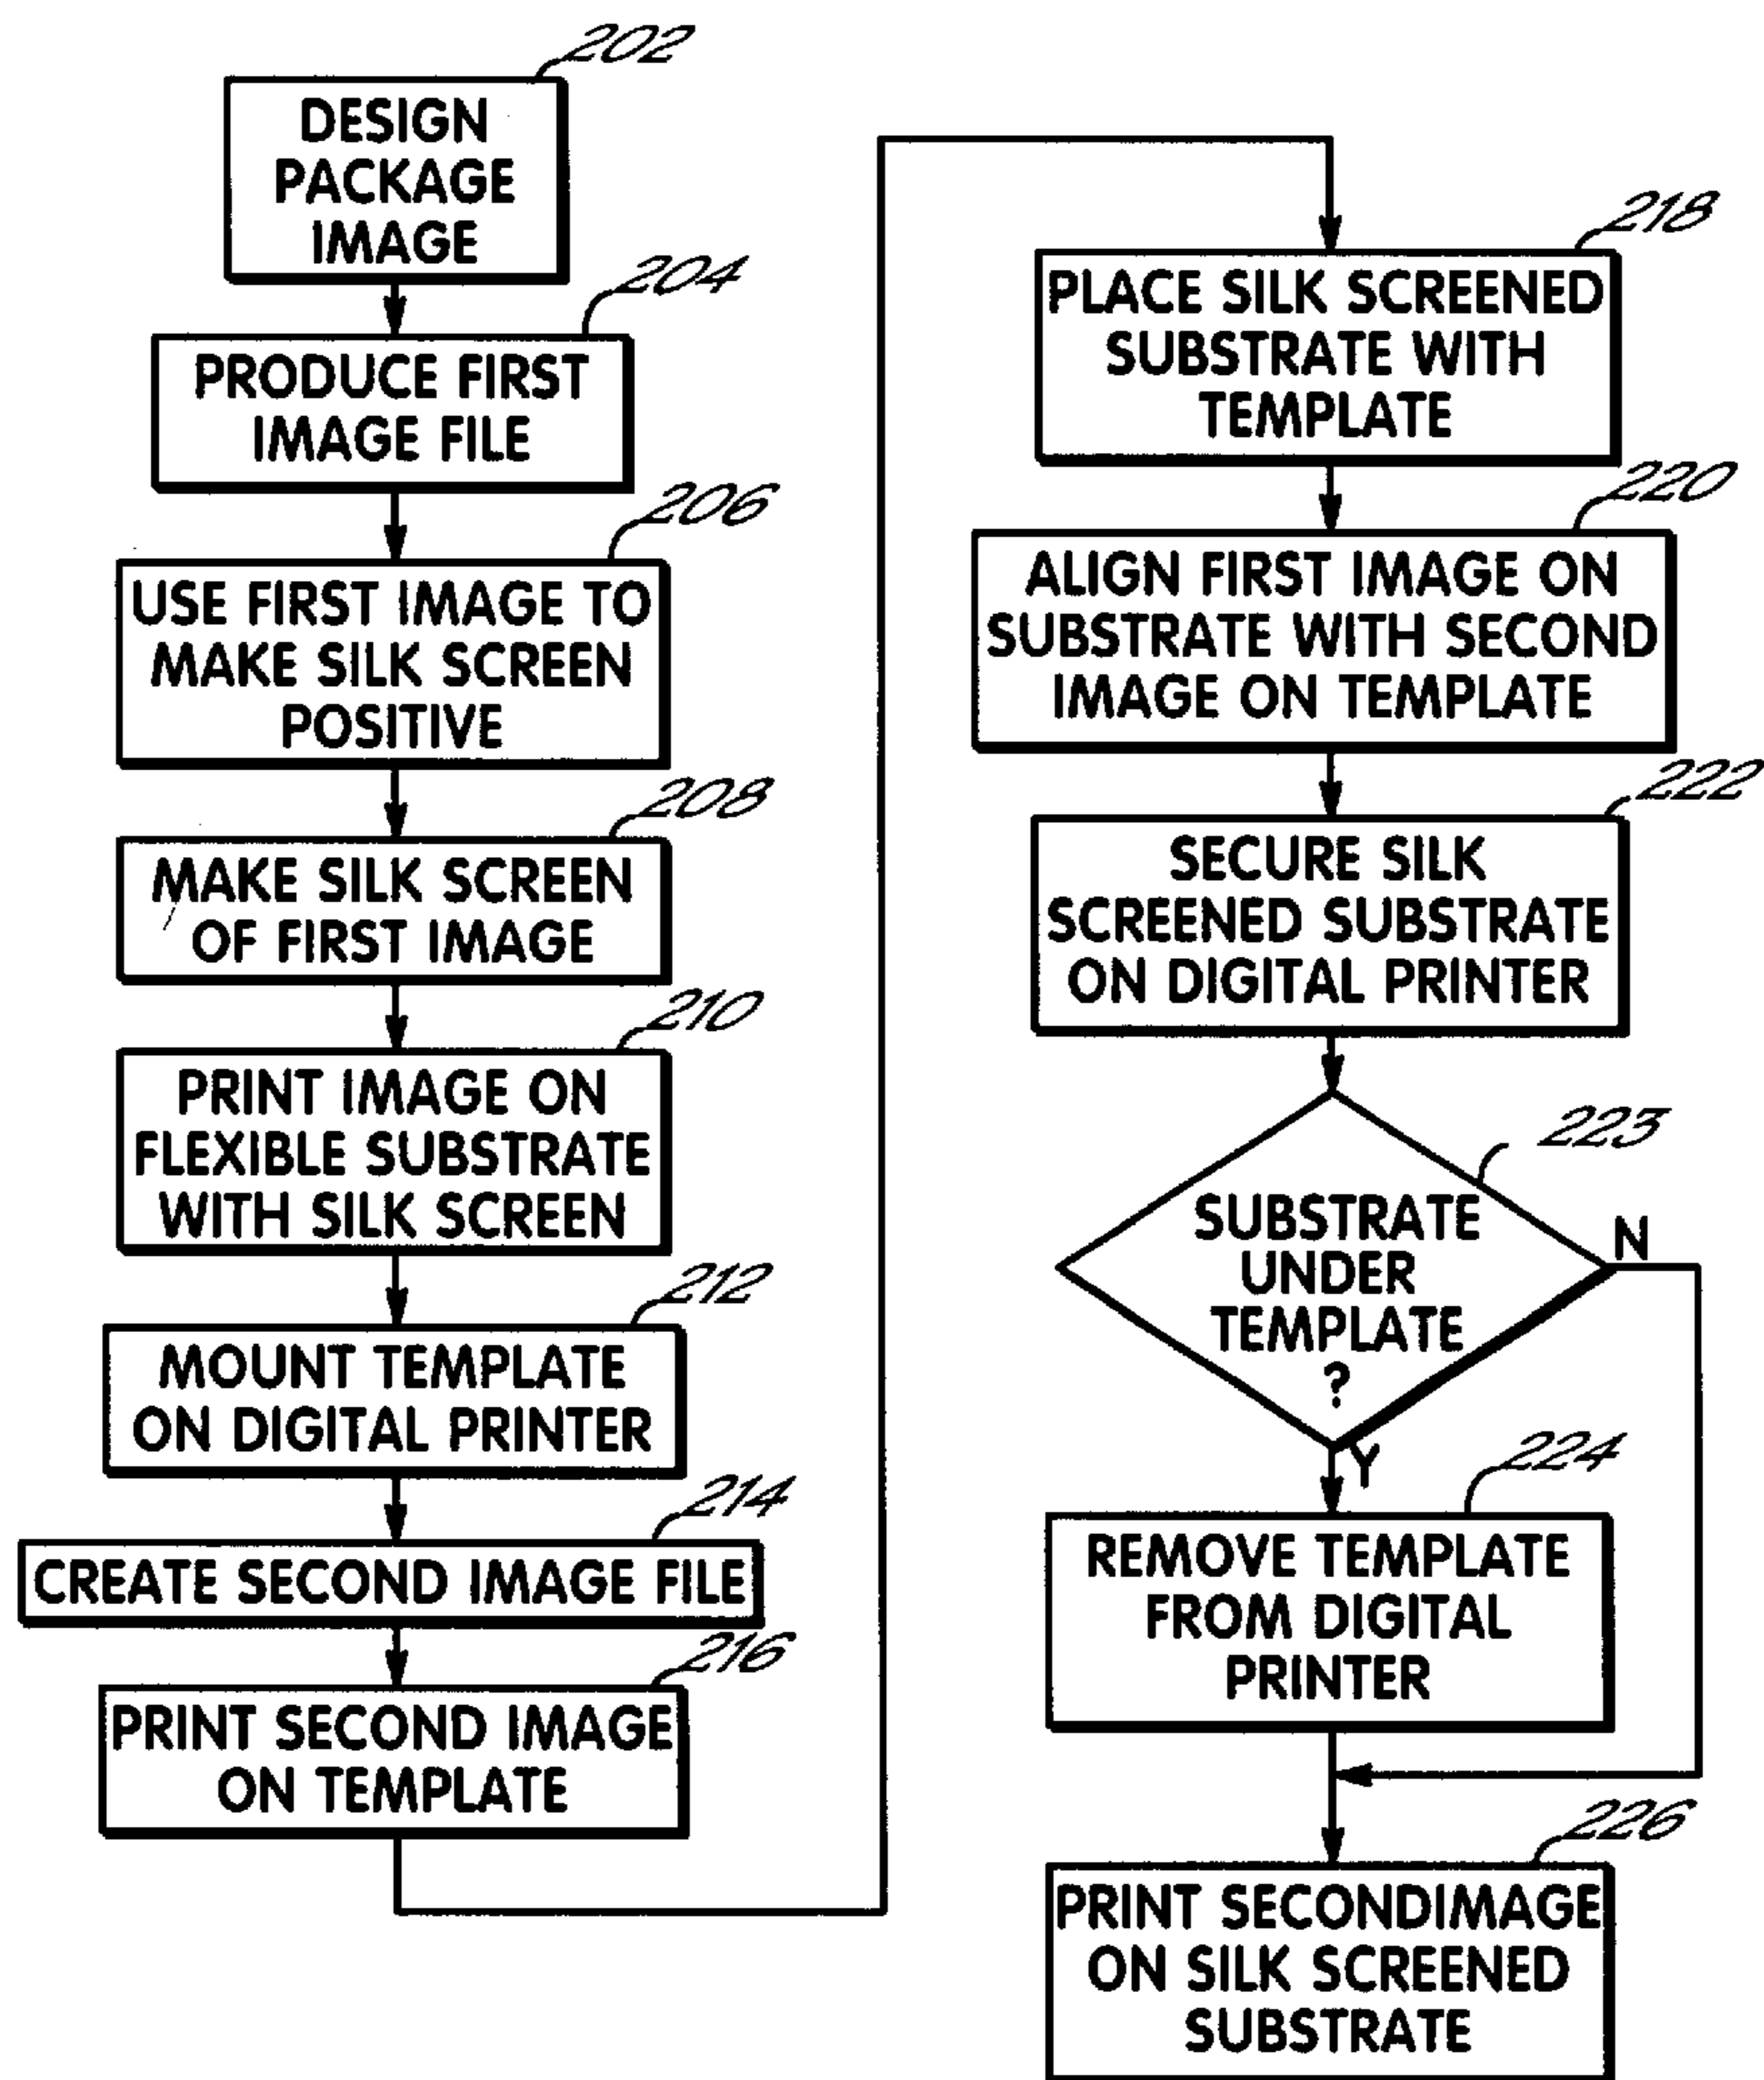 202
DESIGN
PACKAGE
IMAGE
204
PRODUCE FIRST
IMAGE FILE
206
USE FIRST IMAGE TO
MAKE SILK SCREEN
POSITIVE
208
MAKE SILK SCREEN
OF FIRST IMAGE
210
PRINT IMAGE ON
FLEXIBLE SUBSTRATE
WITH SILK SCREEN
212
MOUNT TEMPLATE
ON DIGITAL PRINTER
214
CREATE SECOND IMAGE FILE
216
PRINT SECOND IMAGE
ON TEMPLATE
218
PLACE SILK SCREENED
SUBSTRATE WITH
TEMPLATE
220
ALIGN FIRST IMAGE ON
SUBSTRATE WITH SECOND
IMAGE ON TEMPLATE
222
SECURE SILK
SCREENED SUBSTRATE
ON DIGITAL PRINTER
223
SUBSTRATE
UNDER
TEMPLATE
?
N
Y
224
REMOVE TEMPLATE
FROM DIGITAL
PRINTER
226
PRINT SECONDIMAGE
ON SILK SCREENED
SUBSTRATE